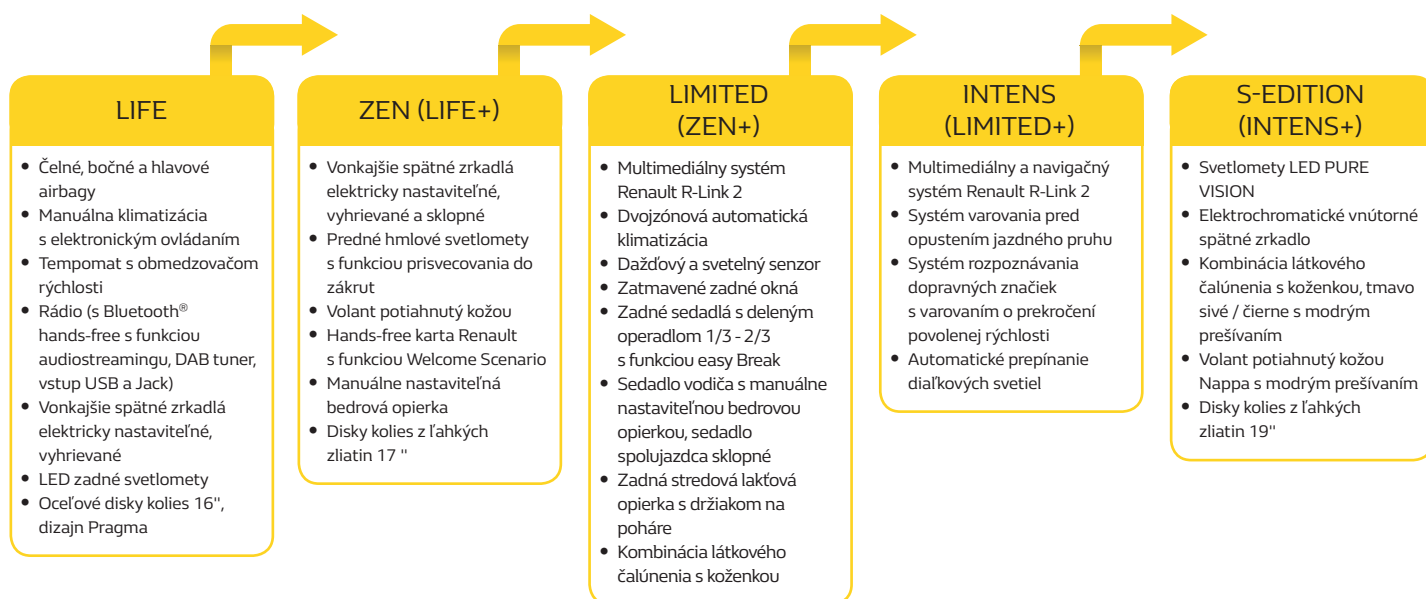 LIFE
Čelné, bočné a hlavové
airbagy
Manuálna klimatizácia
s elektronickým ovládaním
Tempomat s obmedzovačom
rýchlosti
Rádio (s Bluetooth®
hands-free s funkciou
audiostreamingu, DAB tuner,
vstup USB a Jack)
Vonkajšie spätné zrkadlá
elektricky nastaviteľné,
vyhrievané
LED zadné svetlomety
Oceľové disky kolies 16",
dizajn Pragma
ZEN (LIFE+)
Vonkajšie spätné zrkadlá
elektricky nastaviteľné,
vyhrievané a sklopné
Predné hmlové svetlomety
s funkciou prisvecovania do
zákrut
Volant potiahnutý kožou
Hands-free karta Renault
s funkciou Welcome Scenario
Manuálne nastaviteľná
bedrová opierka
Disky kolies z ľahkých
zliatin 17 "
LIMITED
(ZEN+)
Multimediálny systém
Renault R-Link 2
Dvojzónová automatická
klimatizácia
Dažďový a svetelný senzor
Zatmavené zadné okná
Zadné sedadlá s deleným
operadlom 1/3 - 2/3
s funkciou easy Break
Sedadlo vodiča s manuálne
nastaviteľnou bedrovou
opierkou, sedadlo
spolujazdca sklopné
Zadná stredová lakťová
opierka s držiakom na
poháre
Kombinácia látkového
čalúnenia s koženkou
INTENS
(LIMITED+)
Multimediálny a navigačný
systém Renault R-Link 2
Systém varovania pred
opustením jazdného pruhu
Systém rozpoznávania
dopravných značiek
s varovaním o prekročení
povolenej rýchlosti
Automatické prepínanie
diaľkových svetiel
S-EDITION
(INTENS+)
Svetlomety LED PURE
VISION
Elektrochromatické vnútorné
spätné zrkadlo
Kombinácia látkového
čalúnenia s koženkou, tmavo
sivé / čierne s modrým
prešívaním
Volant potiahnutý kožou
Nappa s modrým prešívaním
Disky kolies z ľahkých
zliatin 19"